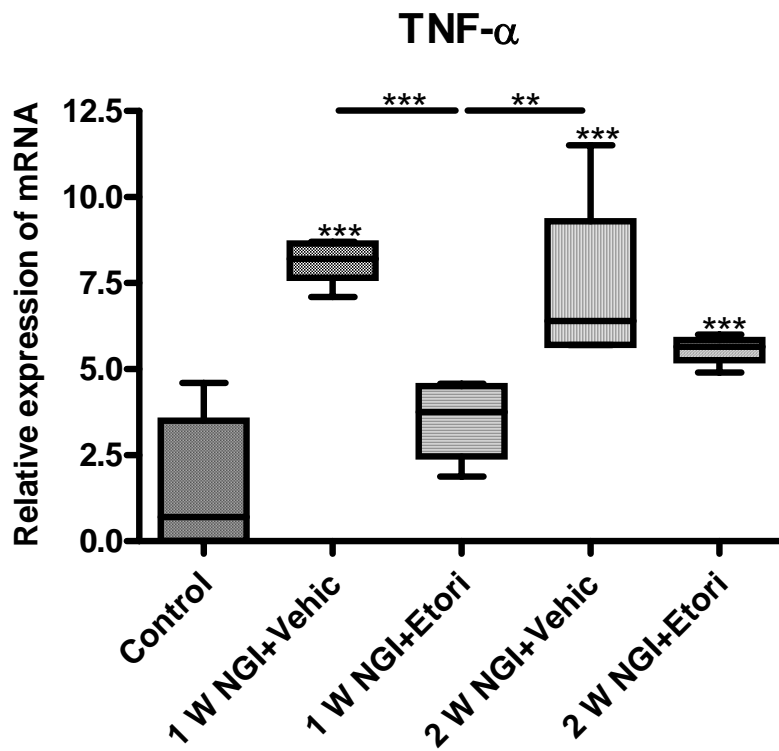 TNF-α
Relative expression of mRNA
12.5
10.0
7.5
5.0
2.5
0.0
*** **
***
***
***
Control
1 W NGI+Vehic
1 W NGI+Etori
2 W NGI+Vehic
2 W NGI+Etori